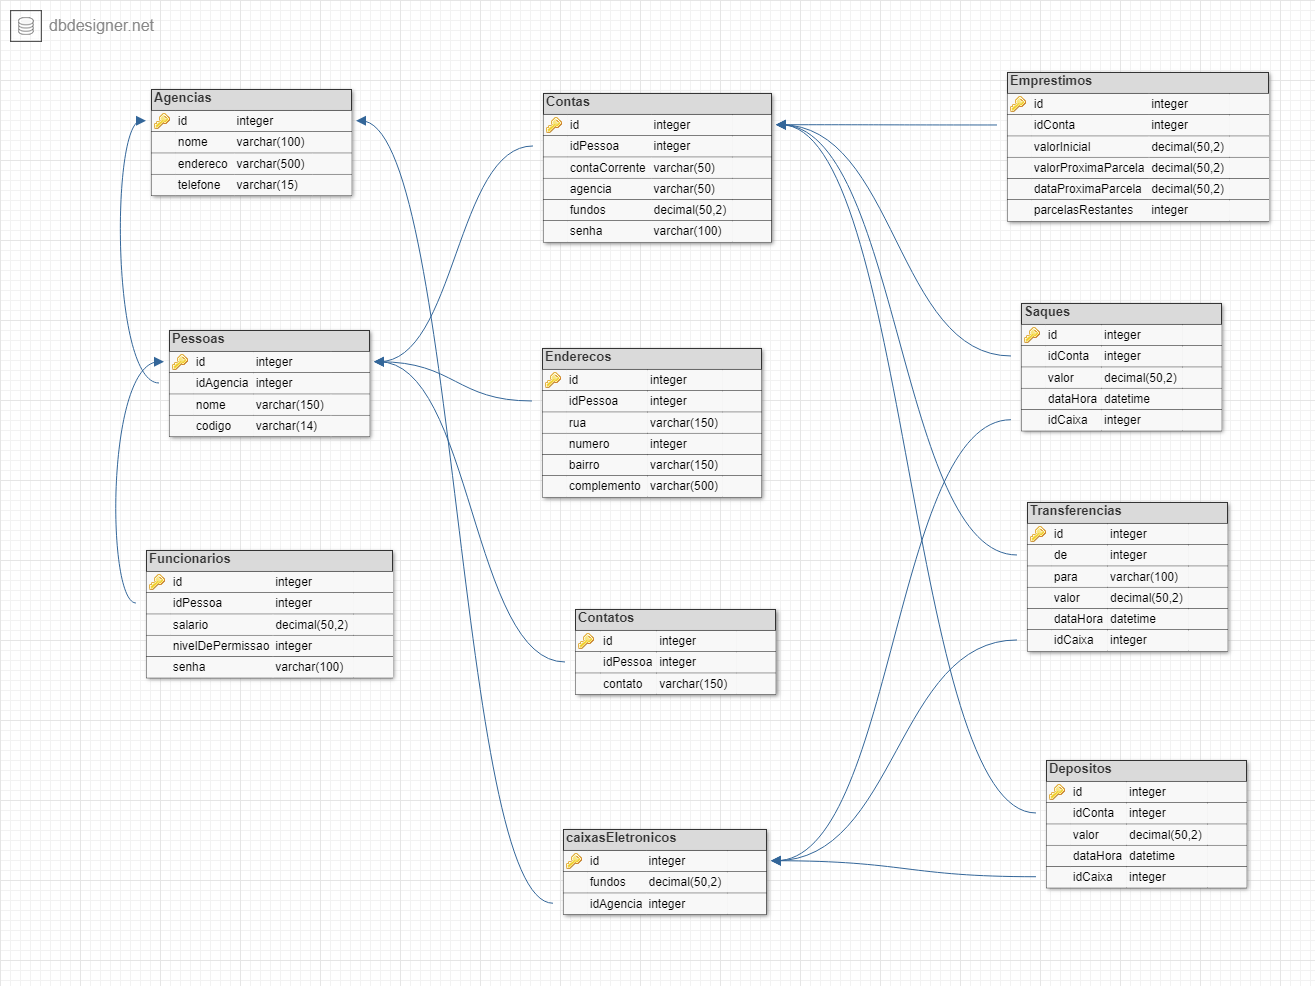 dbdesigner.net
Agencias
id integer
nome varchar(100)
endereco varchar(500)
telefone varchar(15)
Contas
id integer
idPessoa integer
contaCorrente varchar(50)
agencia varchar(50)
fundos decimal(50,2)
senha varchar(100)
Emprestimos
id integer
idConta integer
valorInicial decimal(50,2)
valorProximaParcela decimal(50,2)
dataProximaParcela decimal(50,2)
parcelasRestantes integer
Pessoas
id integer
idAgencia integer
nome varchar(150)
codigo varchar(14)
Enderecos
id integer
idPessoa integer
rua varchar(150)
numero integer
bairro varchar(150)
complemento varchar(500)
Saques
id integer
idConta integer
valor decimal(50,2)
dataHora datetime
idCaixa integer
Funcionarios
id integer
idPessoa integer
salario decimal(50,2)
nivelDePermissao integer
senha varchar(100)
Contatos
id integer
idPessoa integer
contato varchar(150)
Transferencias
id integer
de integer
para varchar(100)
valor decimal(50,2)
dataHora datetime
idCaixa integer
caixasEletronicos
id integer
fundos decimal(50,2)
idAgencia integer
Depositos
id integer
idConta integer
valor decimal(50,2)
dataHora datetime
idCaixa integer